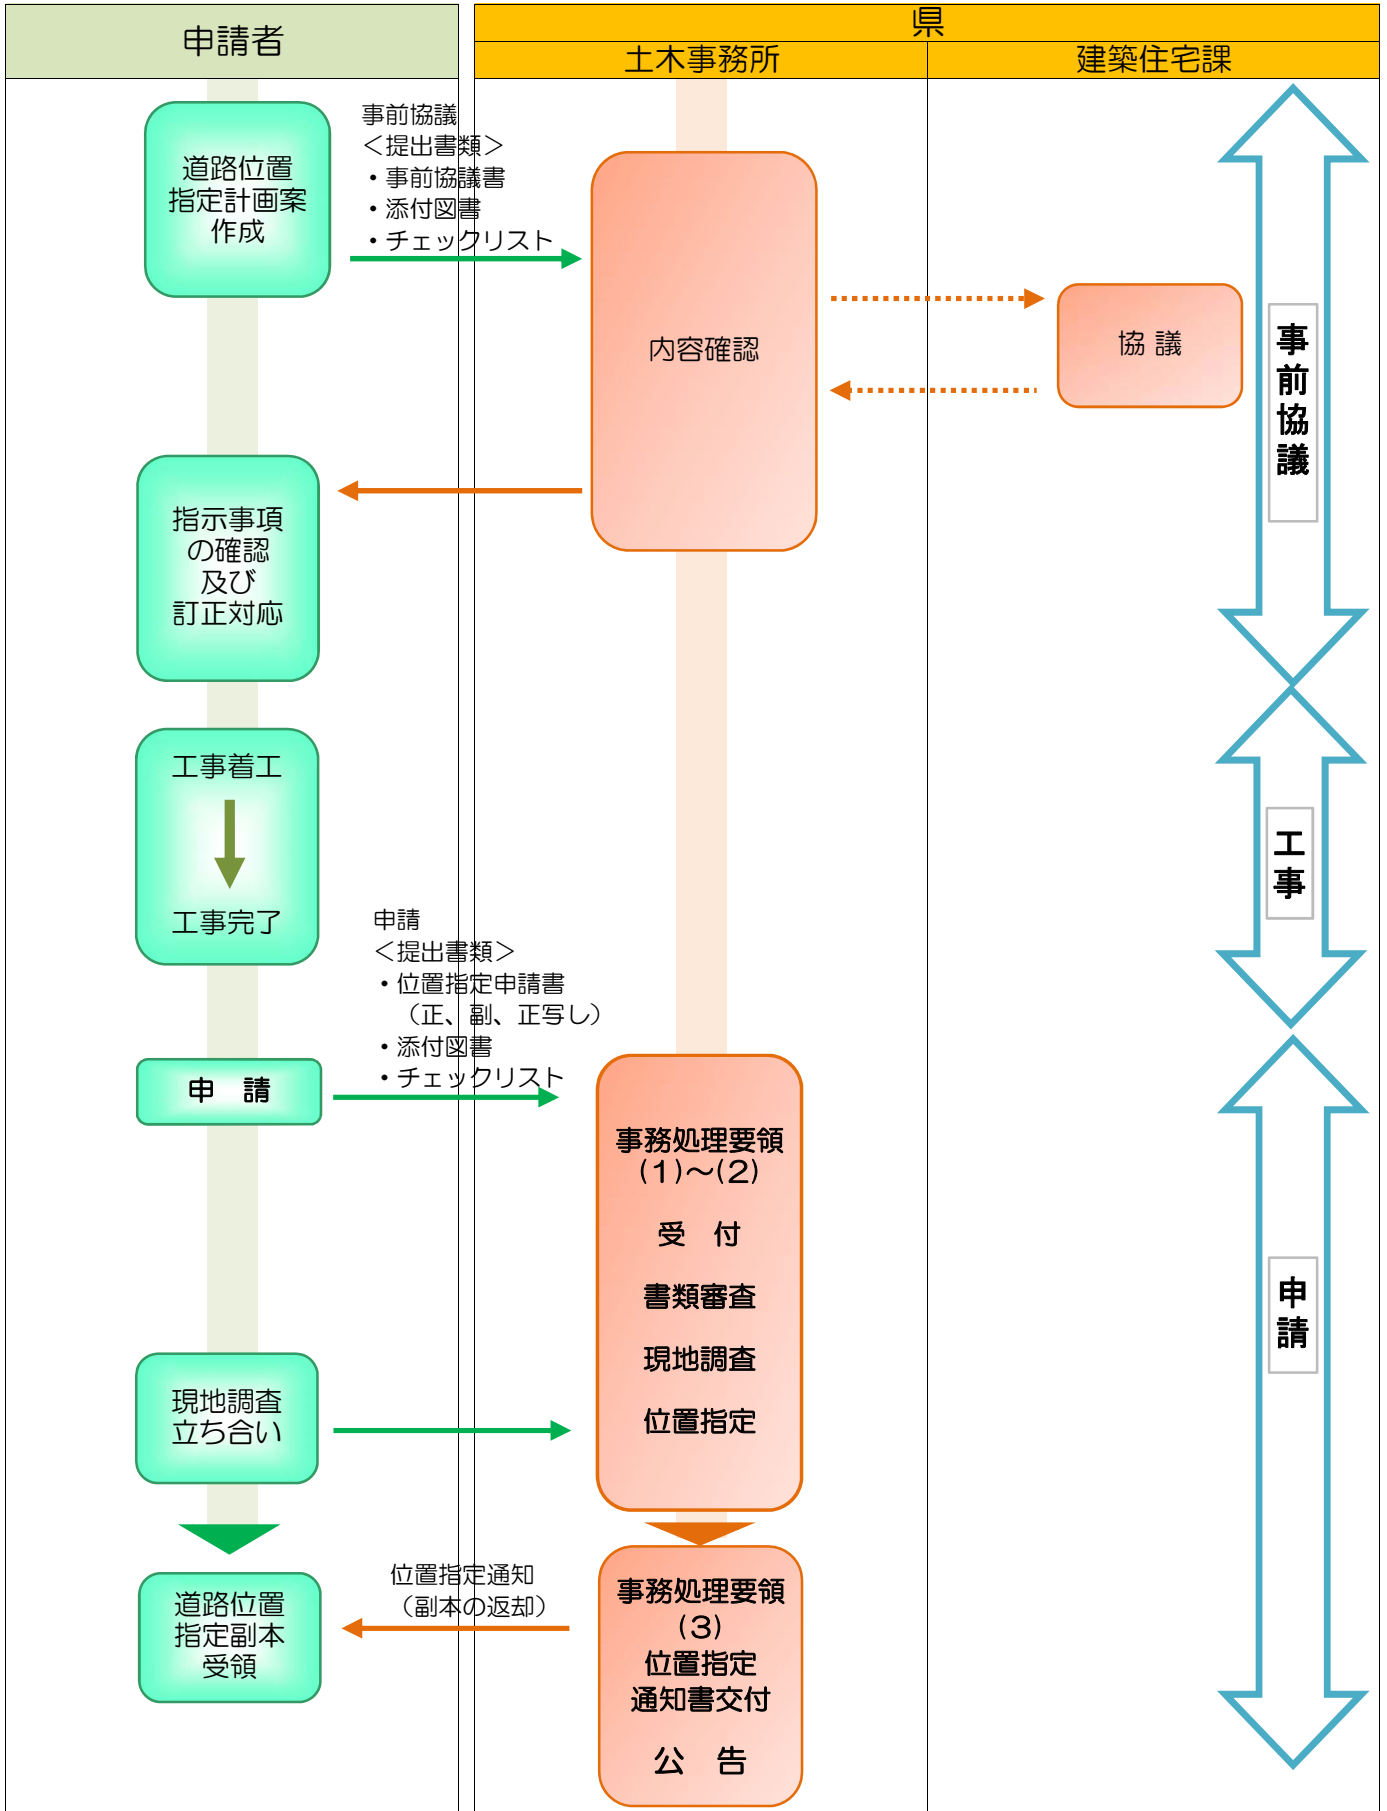 申請者
県
土木事務所
建築住宅課
道路位置
指定計画案
作成
事前協議
＜提出書類＞
・事前協議書
・添付図書
・チェックリスト
内容確認
協 議
事前協議
指示事項
の確認
及び
訂正対応
工事着工
工事完了
工事
申請
＜提出書類＞
・位置指定申請書
（正、副、正写し）
・添付図書
・チェックリスト
申　請
事務処理要領
(1)～(2)
受　付
書類審査
現地調査
位置指定
申請
現地調査
立ち合い
位置指定通知
（副本の返却）
道路位置
指定副本
受領
事務処理要領
(3)
位置指定
通知書交付
公　告